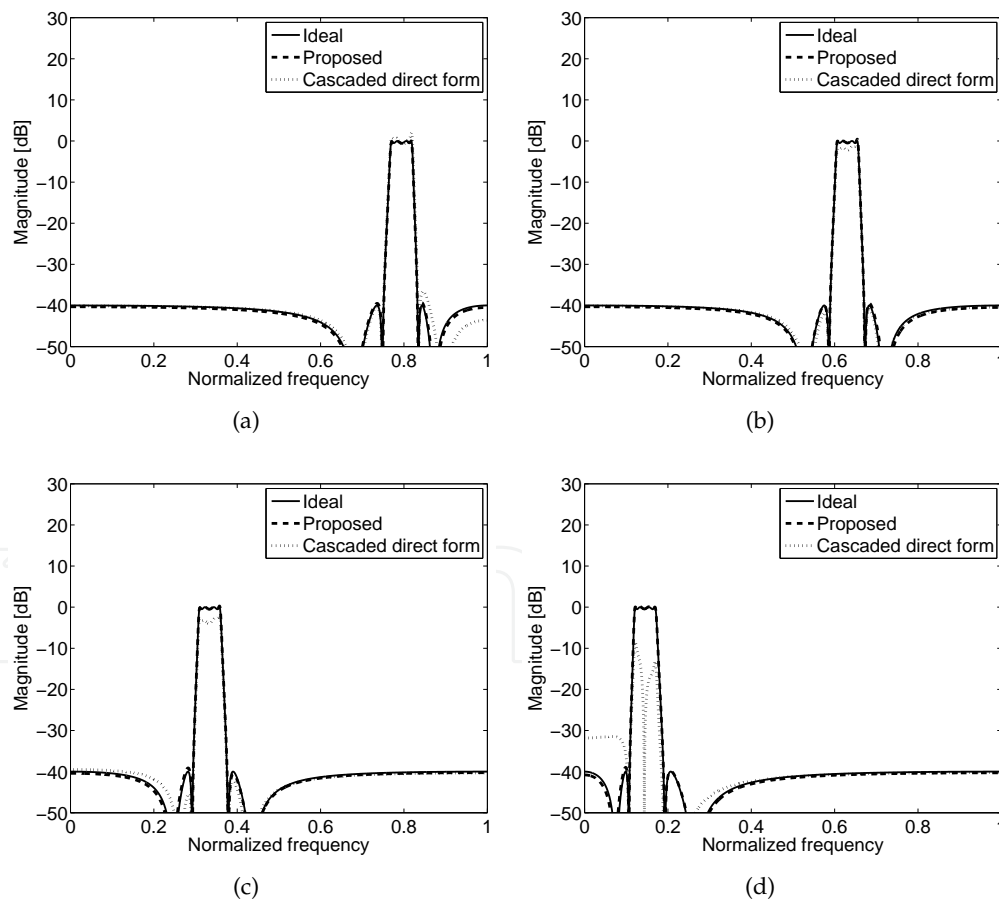 30
20
10
0
−10
−20
−30
−40
−50
Magnitude [dB]
Ideal
Proposed
Cascaded direct form
0
0.2
0.4
0.6
0.8
1
Normalized frequency
(a)
30
20
10
0
−10
−20
−30
−40
−50
Magnitude [dB]
Ideal
Proposed
Cascaded direct form
0
0.2
0.4
0.6
0.8
1
Normalized frequency
(b)
30
20
10
0
−10
−20
−30
−40
−50
Magnitude [dB]
Ideal
Proposed
Cascaded direct form
0
0.2
0.4
0.6
0.8
1
Normalized frequency
(c)
30
20
10
0
−10
−20
−30
−40
−50
Magnitude [dB]
Ideal
Proposed
Cascaded direct form
0
0.2
0.4
0.6
0.8
1
Normalized frequency
(d)